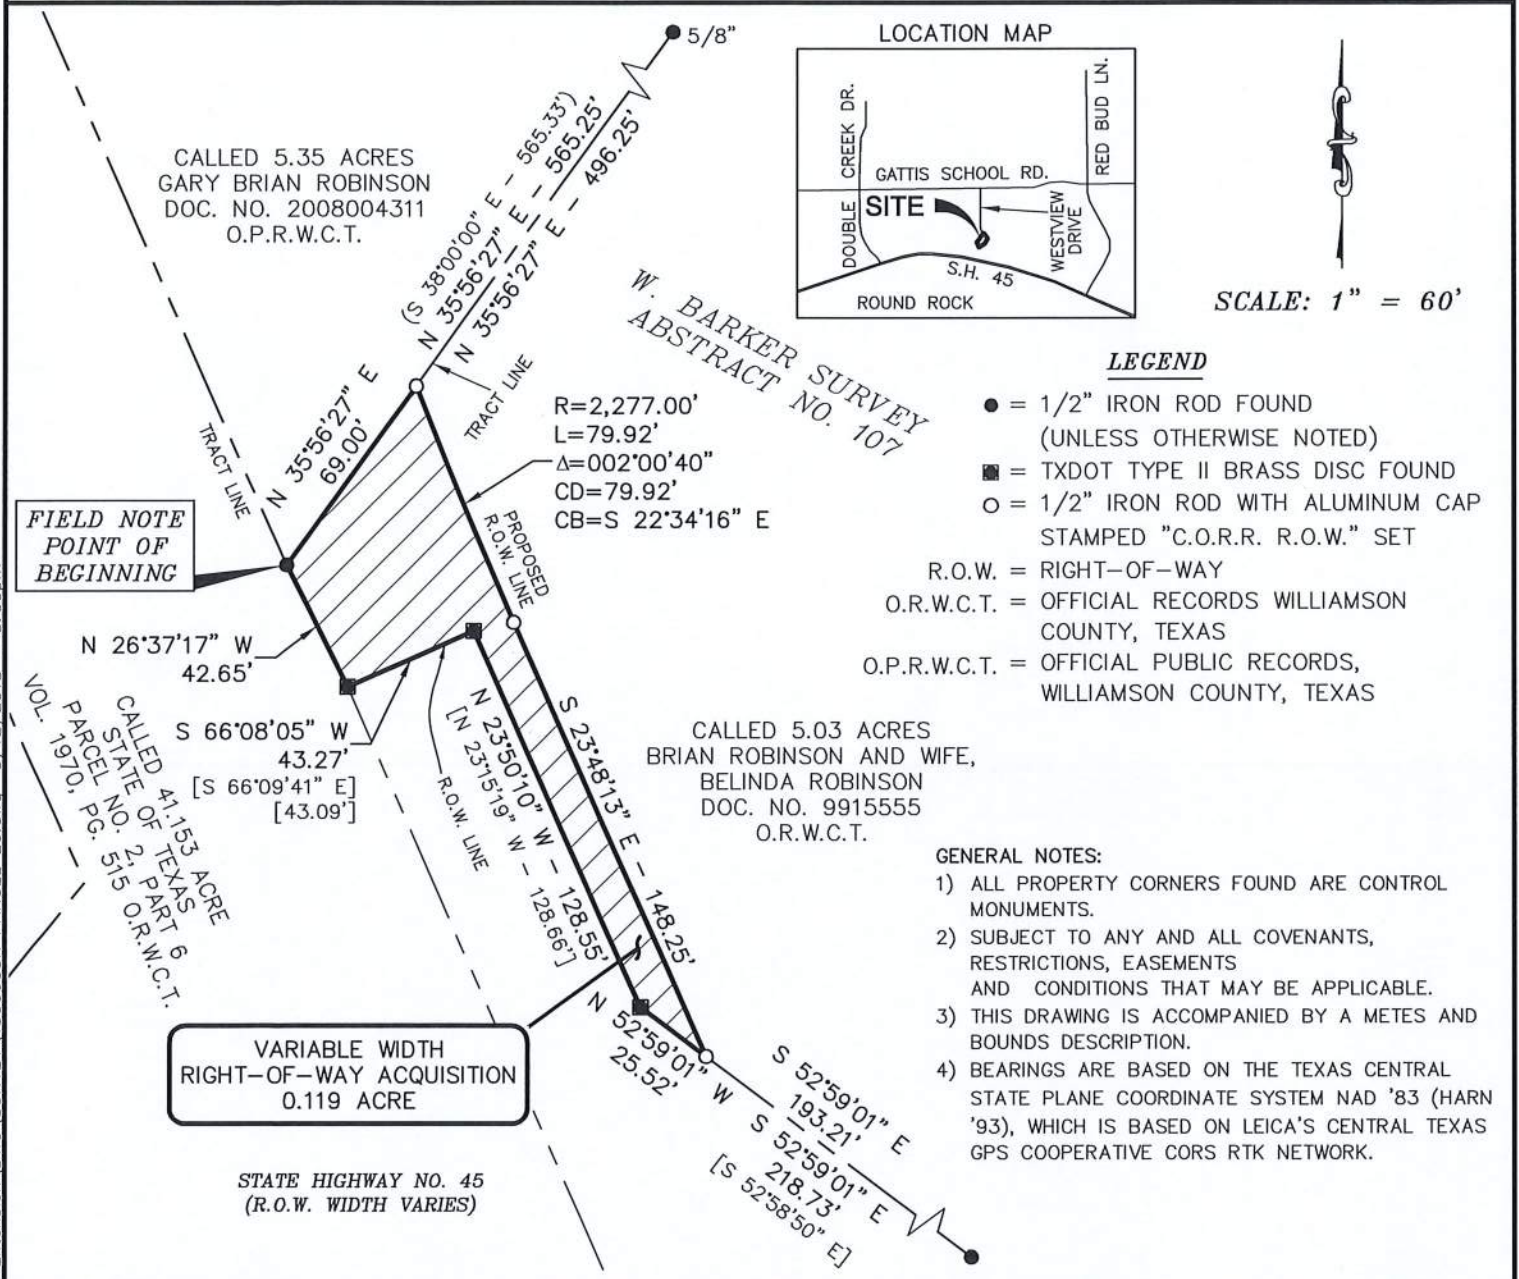 5/8"
LOCATION MAP
DOUBLE CREEK DR.
RED BUD LN.
GATTIS SCHOOL RD.
SITE
WESTVIEW
DRIVE
S.H. 45
ROUND ROCK
SCALE: 1" = 60'
CALLED 5.35 ACRES
GARY BRIAN ROBINSON
DOC. NO. 2008004311
O.P.R.W.C.T.
(S 38°00'00" E - 565.33')
N 35°56'27" E - 565.25'
N 35°56'27" E - 496.25'
W. BARKER SURVEY
ABSTRACT NO. 107
TRACT LINE
TRACT LINE
N 35°56'27" E
69.00'
R=2,277.00'
L=79.92'
Δ=002°00'40"
CD=79.92'
CB=S 22°34'16" E
PROPOSED
R.O.W. LINE
FIELD NOTE
POINT OF
BEGINNING
N 26°37'17" W
42.65'
S 66°08'05" W
43.27'
[S 66°09'41" E]
[43.09']
R.O.W. LINE
N 23°50'10" W - 128.55'
[N 23°15'19" W - 128.66']
S 23°48'13" E - 148.25'
CALLED 41.153 ACRE
STATE OF TEXAS
PARCEL NO. 2, PART 6
VOL. 1970, PG. 515 O.R.W.C.T.
CALLED 5.03 ACRES
BRIAN ROBINSON AND WIFE,
BELINDA ROBINSON
DOC. NO. 9915555
O.R.W.C.T.
VARIABLE WIDTH
RIGHT-OF-WAY ACQUISITION
0.119 ACRE
N 52°59'01" W
25.52'
S 52°59'01" E
193.21'
S 52°59'01" E
218.73'
[S 52°58'50" E]
STATE HIGHWAY NO. 45
(R.O.W. WIDTH VARIES)
LEGEND
= 1/2" IRON ROD FOUND
(UNLESS OTHERWISE NOTED)
= TXDOT TYPE II BRASS DISC FOUND
= 1/2" IRON ROD WITH ALUMINUM CAP
STAMPED "C.O.R.R. R.O.W." SET
R.O.W. = RIGHT-OF-WAY
O.R.W.C.T. = OFFICIAL RECORDS WILLIAMSON
COUNTY, TEXAS
O.P.R.W.C.T. = OFFICIAL PUBLIC RECORDS,
WILLIAMSON COUNTY, TEXAS
GENERAL NOTES:
1) ALL PROPERTY CORNERS FOUND ARE CONTROL
MONUMENTS.
2) SUBJECT TO ANY AND ALL COVENANTS,
RESTRICTIONS, EASEMENTS
AND CONDITIONS THAT MAY BE APPLICABLE.
3) THIS DRAWING IS ACCOMPANIED BY A METES AND
BOUNDS DESCRIPTION.
4) BEARINGS ARE BASED ON THE TEXAS CENTRAL
STATE PLANE COORDINATE SYSTEM NAD '83 (HARN
'93), WHICH IS BASED ON LEICA'S CENTRAL TEXAS
GPS COOPERATIVE CORS RTK NETWORK.